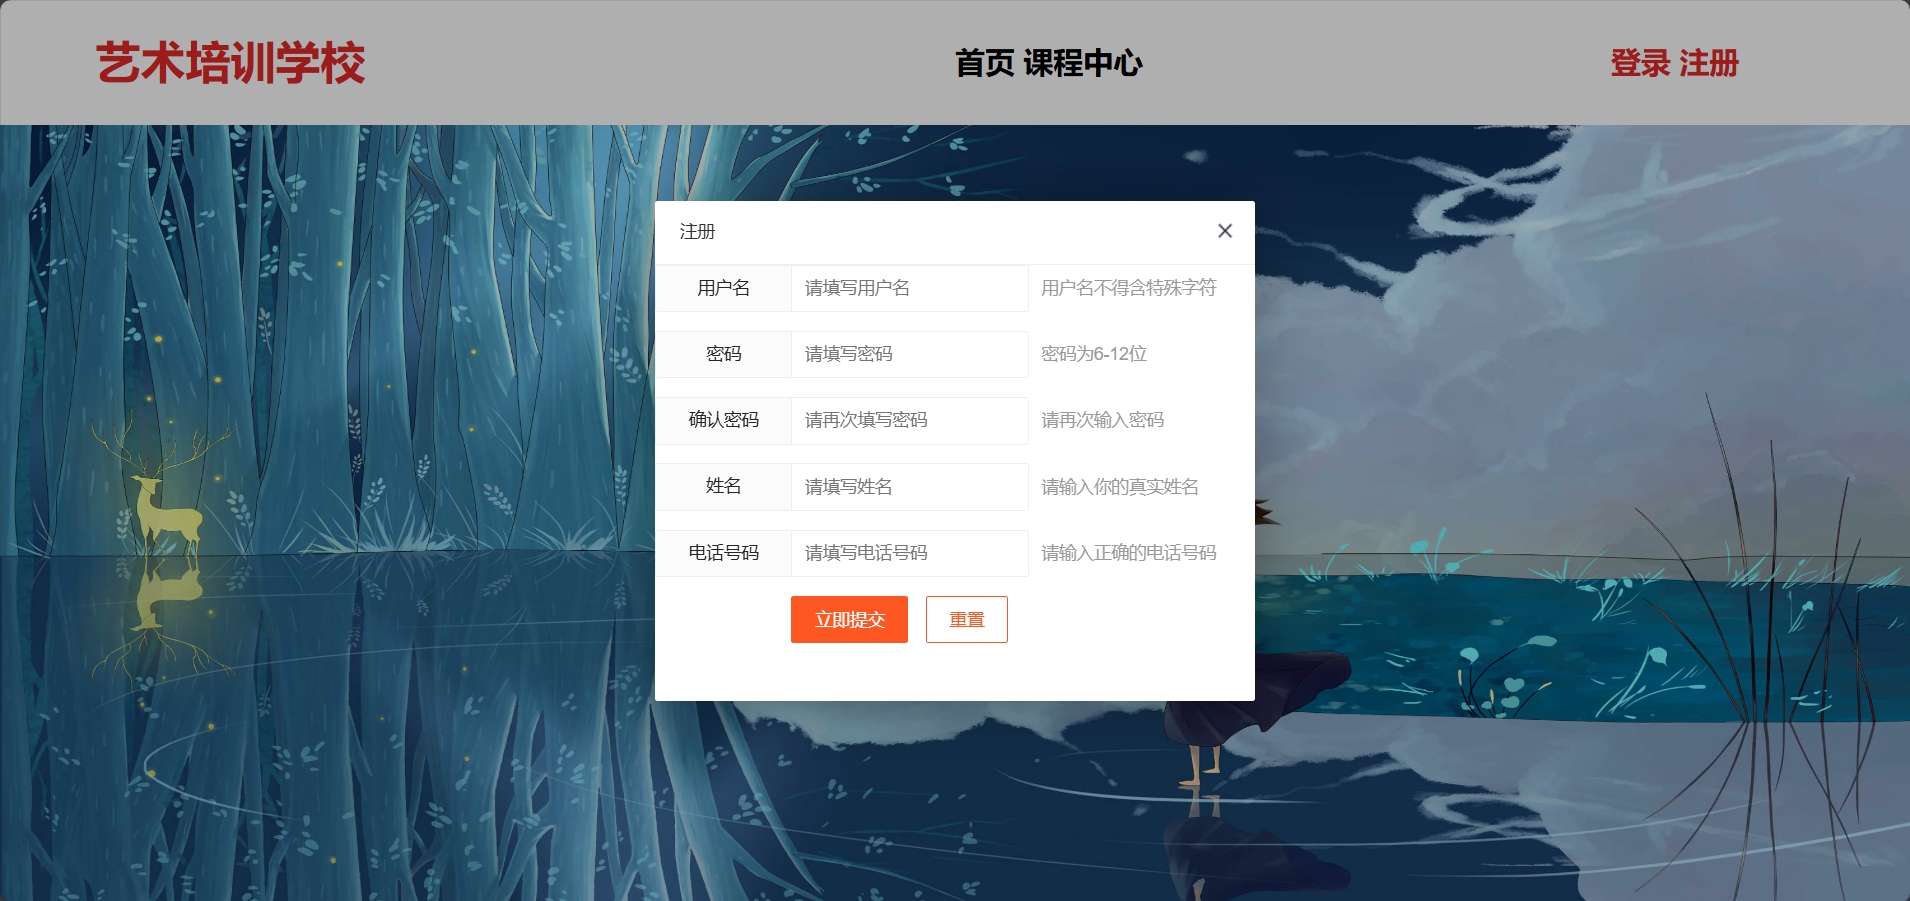 艺术培训学校 首页 课程中心 登录 注册
注册
用户名 请填写用户名 用户名不得含特殊字符
密码 请填写密码 密码为6-12位
确认密码 请再次填写密码 请再次输入密码
姓名 请填写姓名 请输入你的真实姓名
电话号码 请填写电话号码 请输入正确的电话号码
立即提交 重置